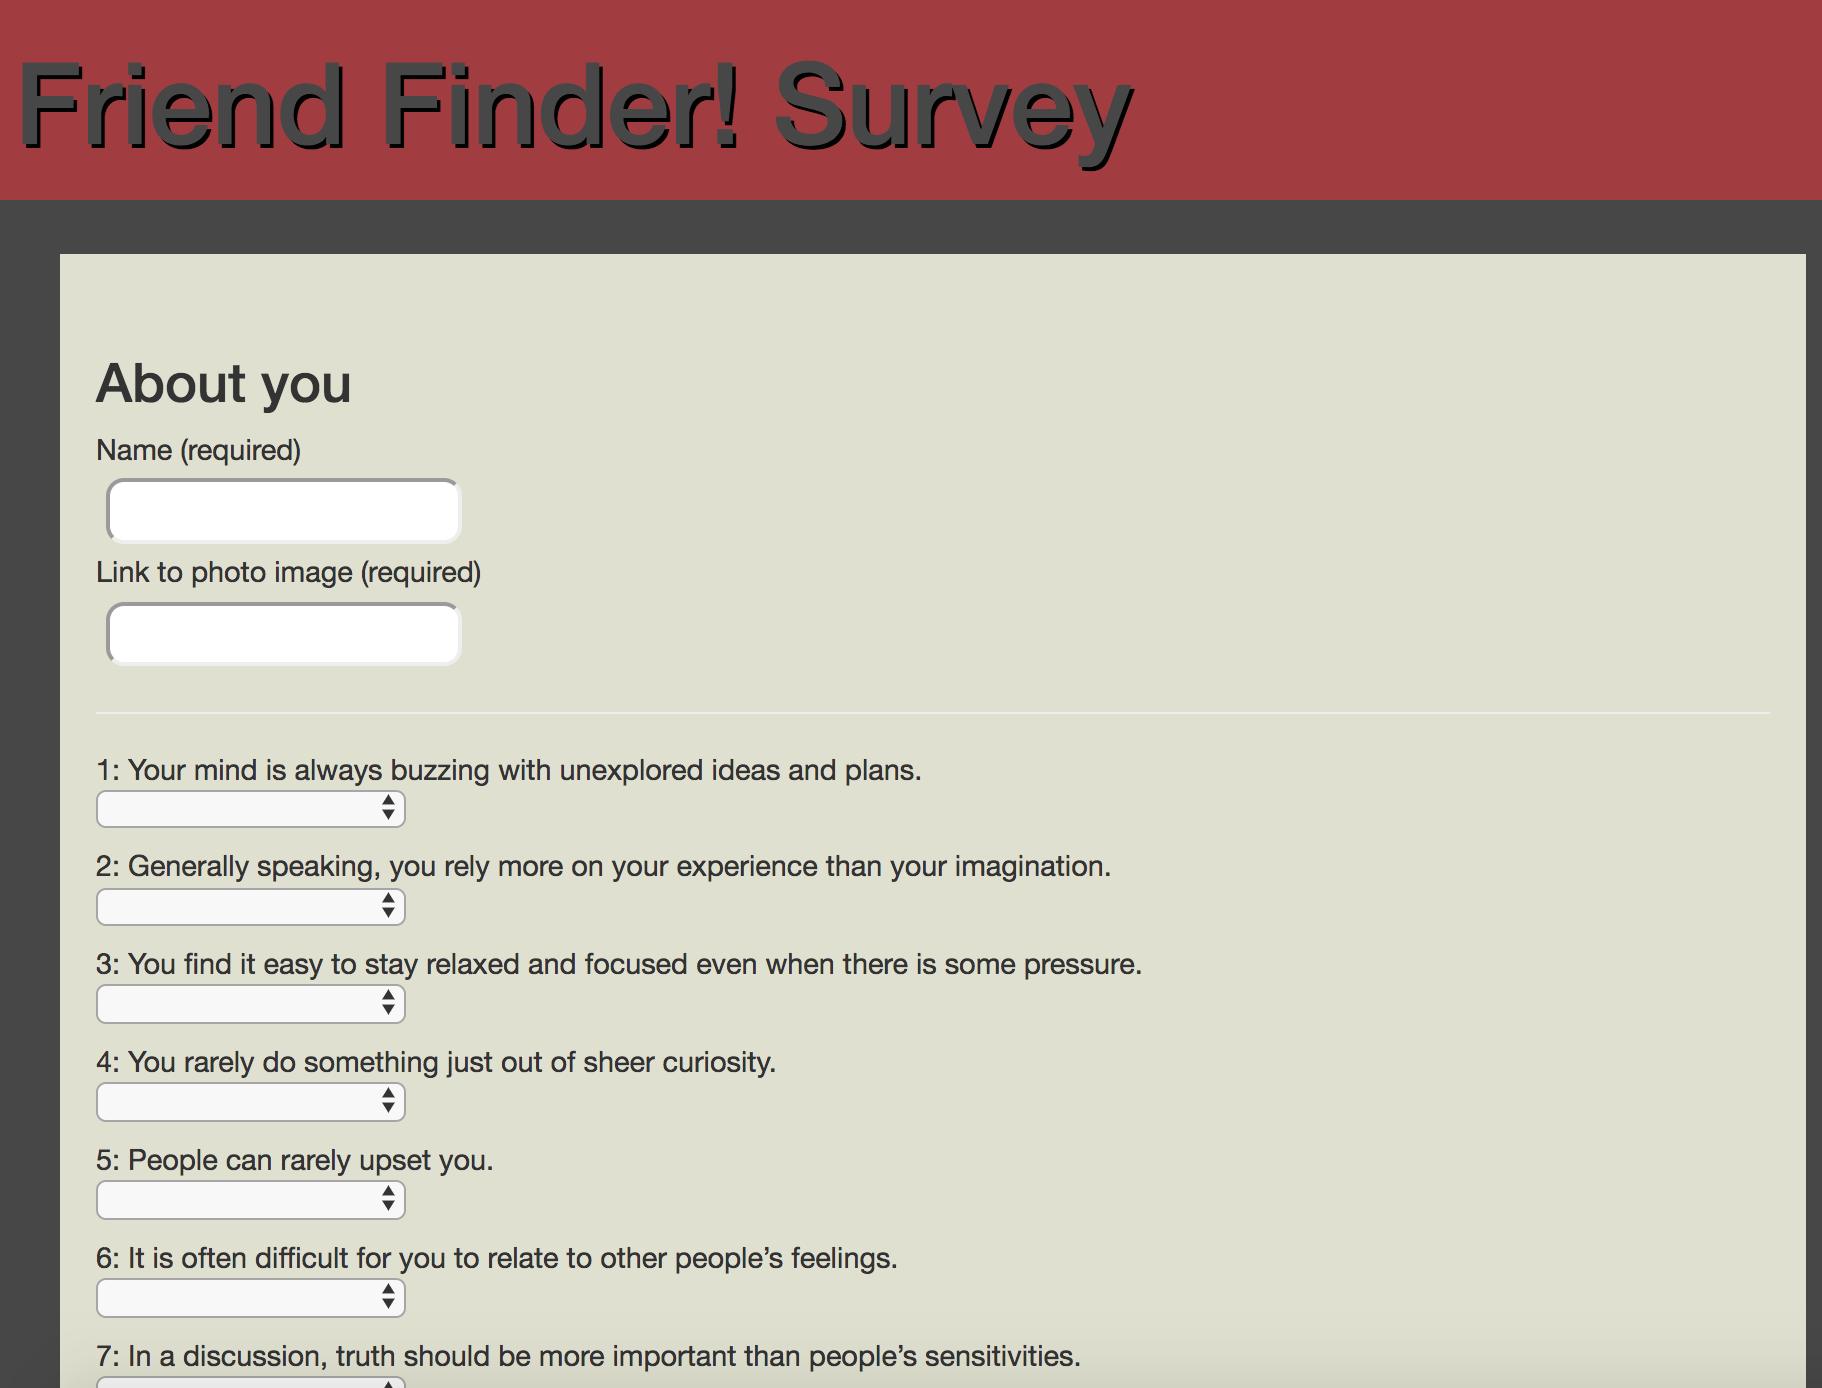 Friend Finder! Survey
About you
Name (required)
Link to photo image (required)
1: Your mind is always buzzing with unexplored ideas and plans.
2: Generally speaking, you rely more on your experience than your imagination.
3: You find it easy to stay relaxed and focused even when there is some pressure.
4: You rarely do something just out of sheer curiosity.
5: People can rarely upset you.
6: It is often difficult for you to relate to other people’s feelings.
7: In a discussion, truth should be more important than people’s sensitivities.